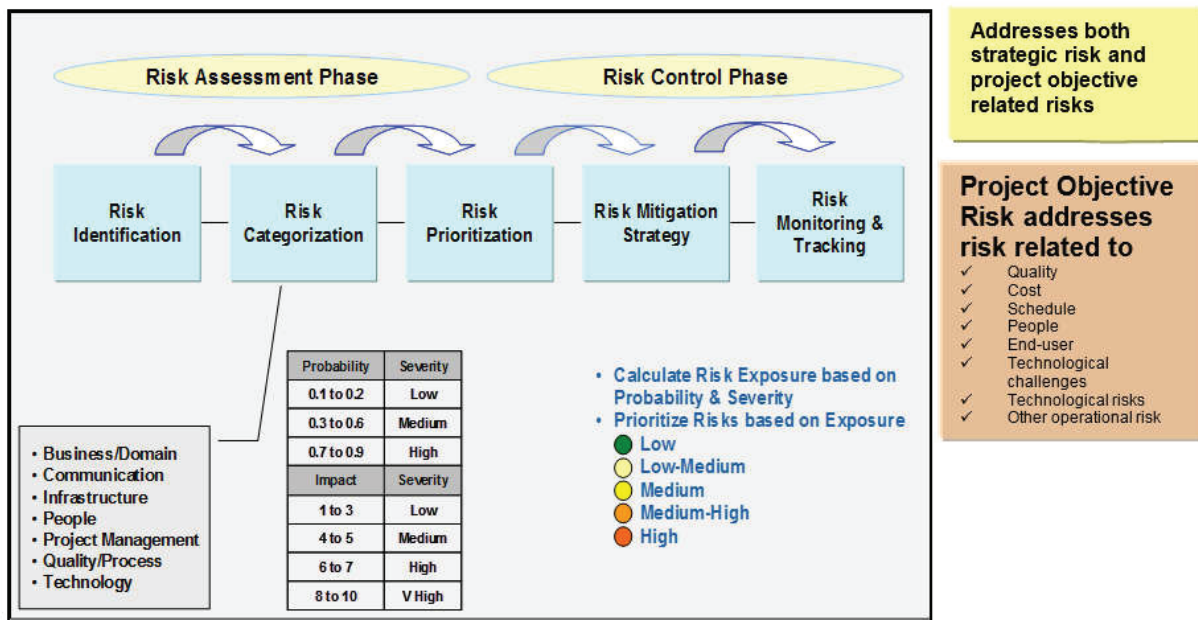 Risk Assessment Phase
Risk Control Phase
Risk
Identification
Risk
Categorization
Risk
Prioritization
Risk Mitigation
Strategy
Risk
Monitoring &
Tracking
• Business/Domain
• Communication
• Infrastructure
• People
• Project Management
• Quality/Process
• Technology
Probability Severity
0.1 to 0.2 Low
0.3 to 0.6 Medium
0.7 to 0.9 High
Impact Severity
1 to 3 Low
4 to 5 Medium
6 to 7 High
8 to 10 V High
• Calculate Risk Exposure based on
Probability & Severity
• Prioritize Risks based on Exposure
Low
Low-Medium
Medium
Medium-High
High
Addresses both
strategic risk and
project objective
related risks
Project Objective
Risk addresses
risk related to
✓ Quality
✓ Cost
✓ Schedule
✓ People
✓ End-user
✓ Technological
challenges
✓ Technological risks
✓ Other operational risk